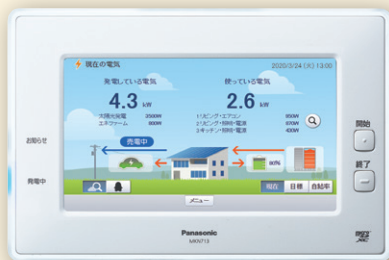 現在の電気
2020/3/24 (火) 13:00
発電している電気
4.3 kW
太陽光発電 3500W
エネファーム 800W
使っている電気
2.6 kW
1リビング・エアコン 850W
2リビング・照明・電源 670W
3キッチン・照明・電源 430W
売電中
80%
現在
目標
自給率
メニュー
お知らせ
発電中
開始
終了
Panasonic
MKN713